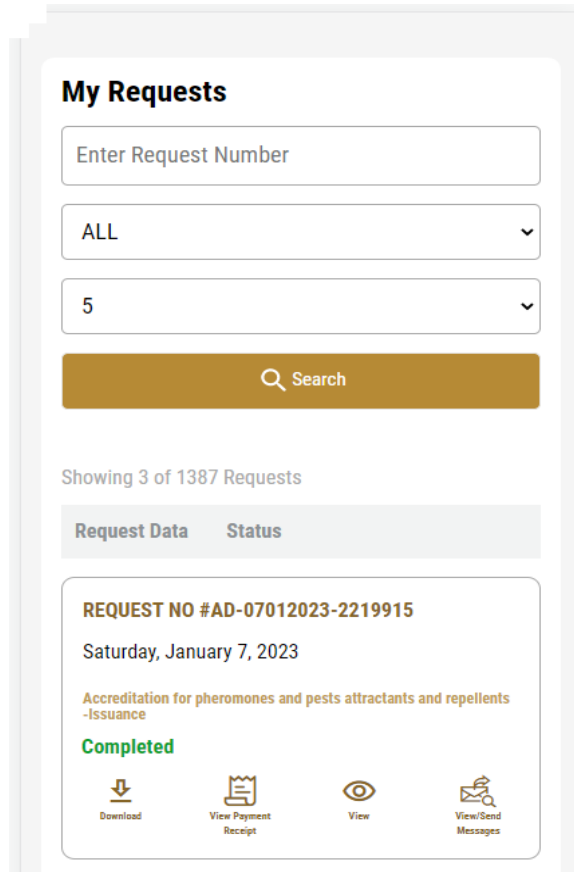 My Requests
Enter Request Number
ALL
5
Search
Showing 3 of 1387 Requests
Request Data Status
REQUEST NO #AD-07012023-2219915
Saturday, January 7, 2023
Accreditation for pheromones and pests attractants and repellents
-Issuance
Completed
Download View Payment View View/Send
Receipt Messages